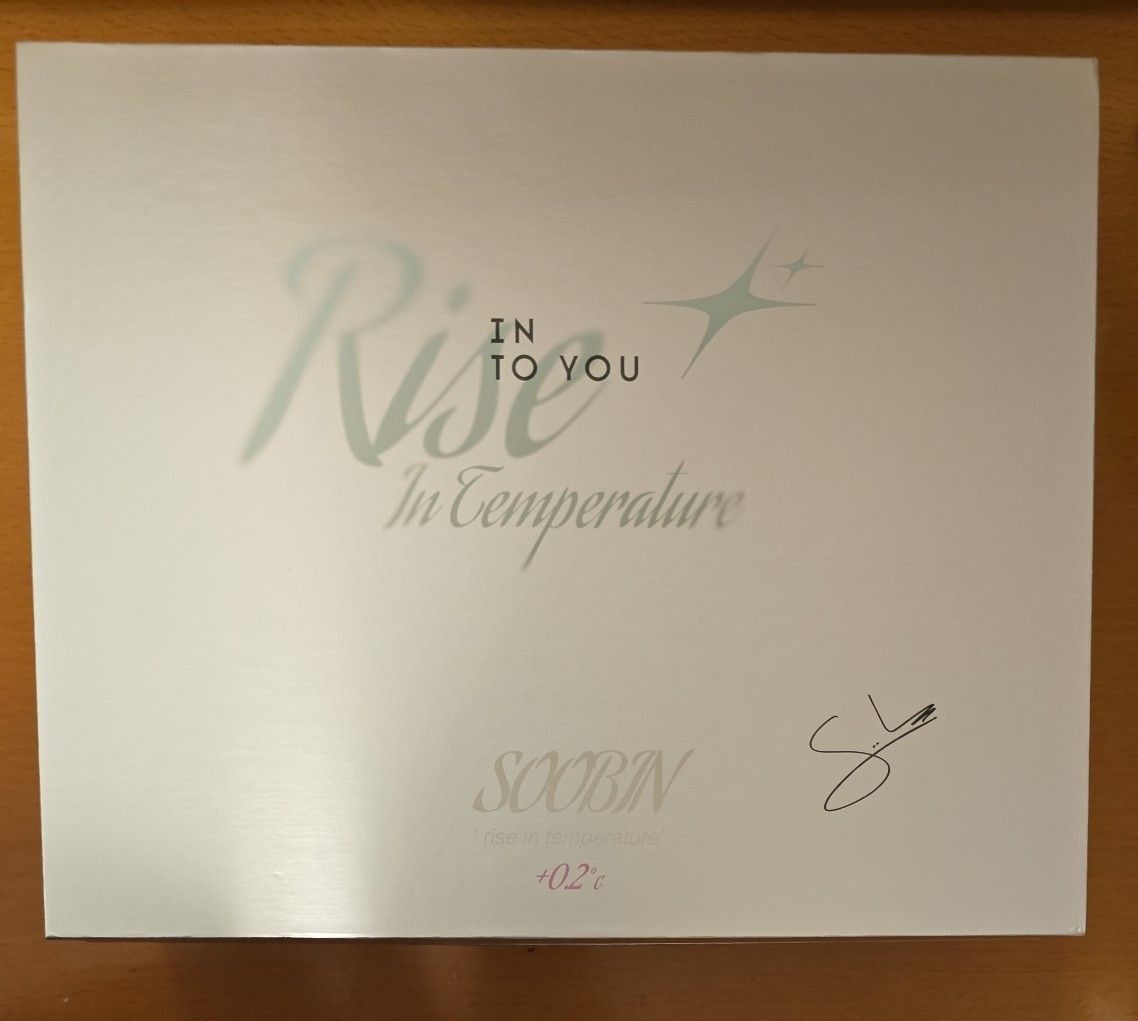 Rise
IN
TO YOU
In Temperature
SOOBIN
' rise in temperature'
+0.2°C